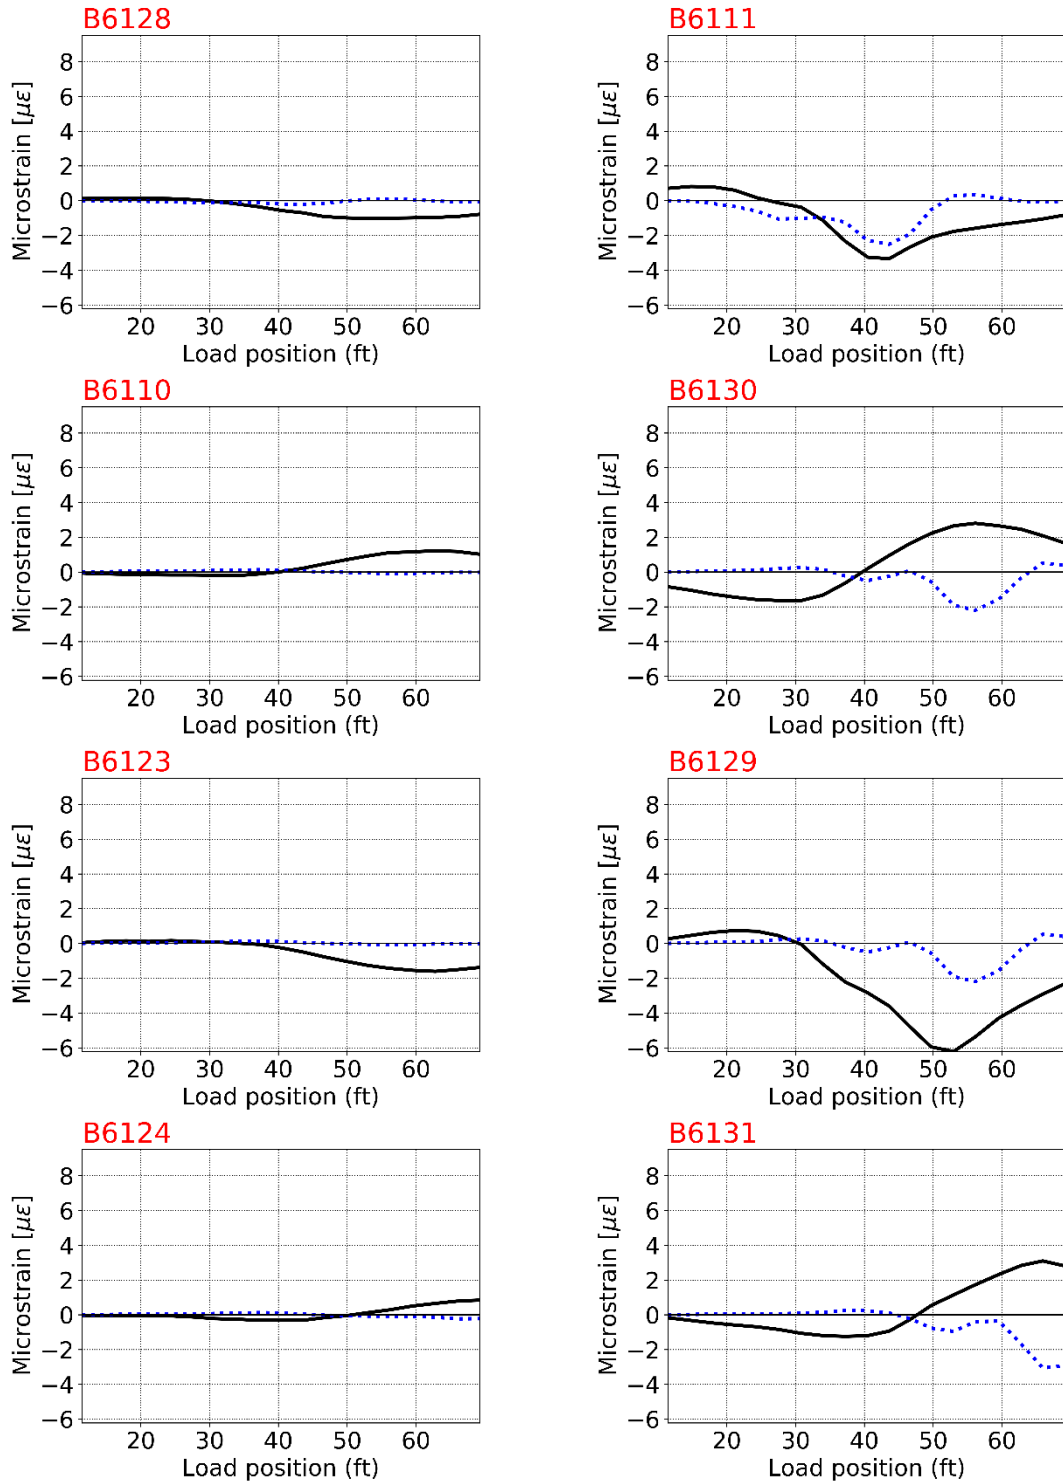 B6128
Microstrain [με]
8
6
4
2
0
−2
−4
−6
20 30 40 50 60
Load position (ft)
B6111
Microstrain [με]
8
6
4
2
0
−2
−4
−6
20 30 40 50 60
Load position (ft)
B6110
Microstrain [με]
8
6
4
2
0
−2
−4
−6
20 30 40 50 60
Load position (ft)
B6130
Microstrain [με]
8
6
4
2
0
−2
−4
−6
20 30 40 50 60
Load position (ft)
B6123
Microstrain [με]
8
6
4
2
0
−2
−4
−6
20 30 40 50 60
Load position (ft)
B6129
Microstrain [με]
8
6
4
2
0
−2
−4
−6
20 30 40 50 60
Load position (ft)
B6124
Microstrain [με]
8
6
4
2
0
−2
−4
−6
20 30 40 50 60
Load position (ft)
B6131
Microstrain [με]
8
6
4
2
0
−2
−4
−6
20 30 40 50 60
Load position (ft)